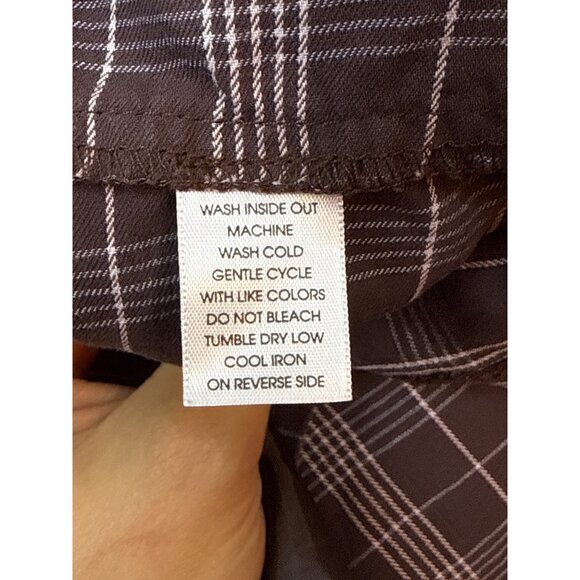 WASH INSIDE OUT
MACHINE
WASH COLD
GENTLE CYCLE
WITH LIKE COLORS
DO NOT BLEACH
TUMBLE DRY LOW
COOL IRON
ON REVERSE SIDE